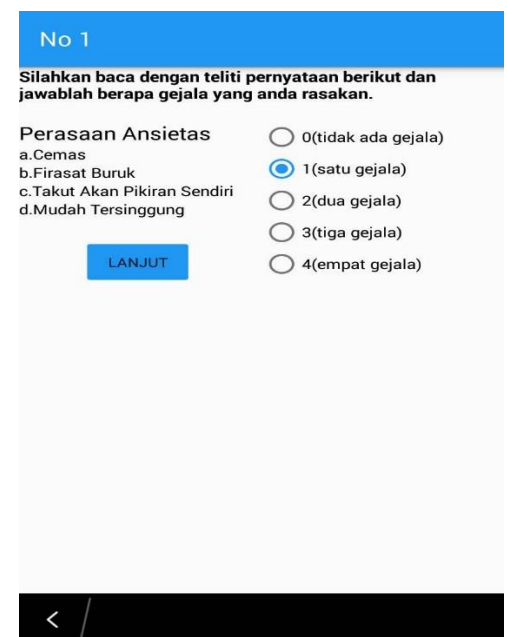 No 1
Silahkan baca dengan teliti pernyataan berikut dan
jawablah berapa gejala yang anda rasakan.
Perasaan Ansietas
a.Cemas
b.Firasat Buruk
c.Takut Akan Pikiran Sendiri
d.Mudah Tersinggung
LANJUT
0(tidak ada gejala)
1(satu gejala)
2(dua gejala)
3(tiga gejala)
4(empat gejala)